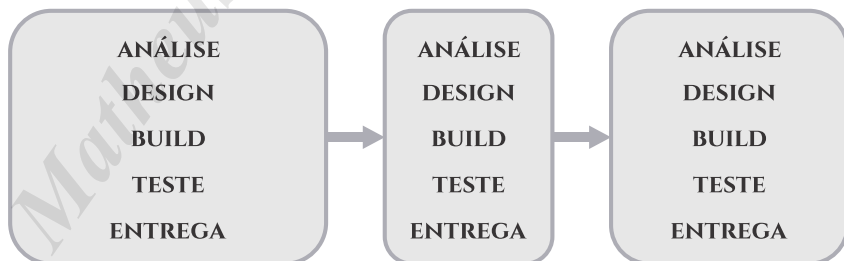 ANÁLISE
DESIGN
BUILD
TESTE
ENTREGA
ANÁLISE
DESIGN
BUILD
TESTE
ENTREGA
ANÁLISE
DESIGN
BUILD
TESTE
ENTREGA